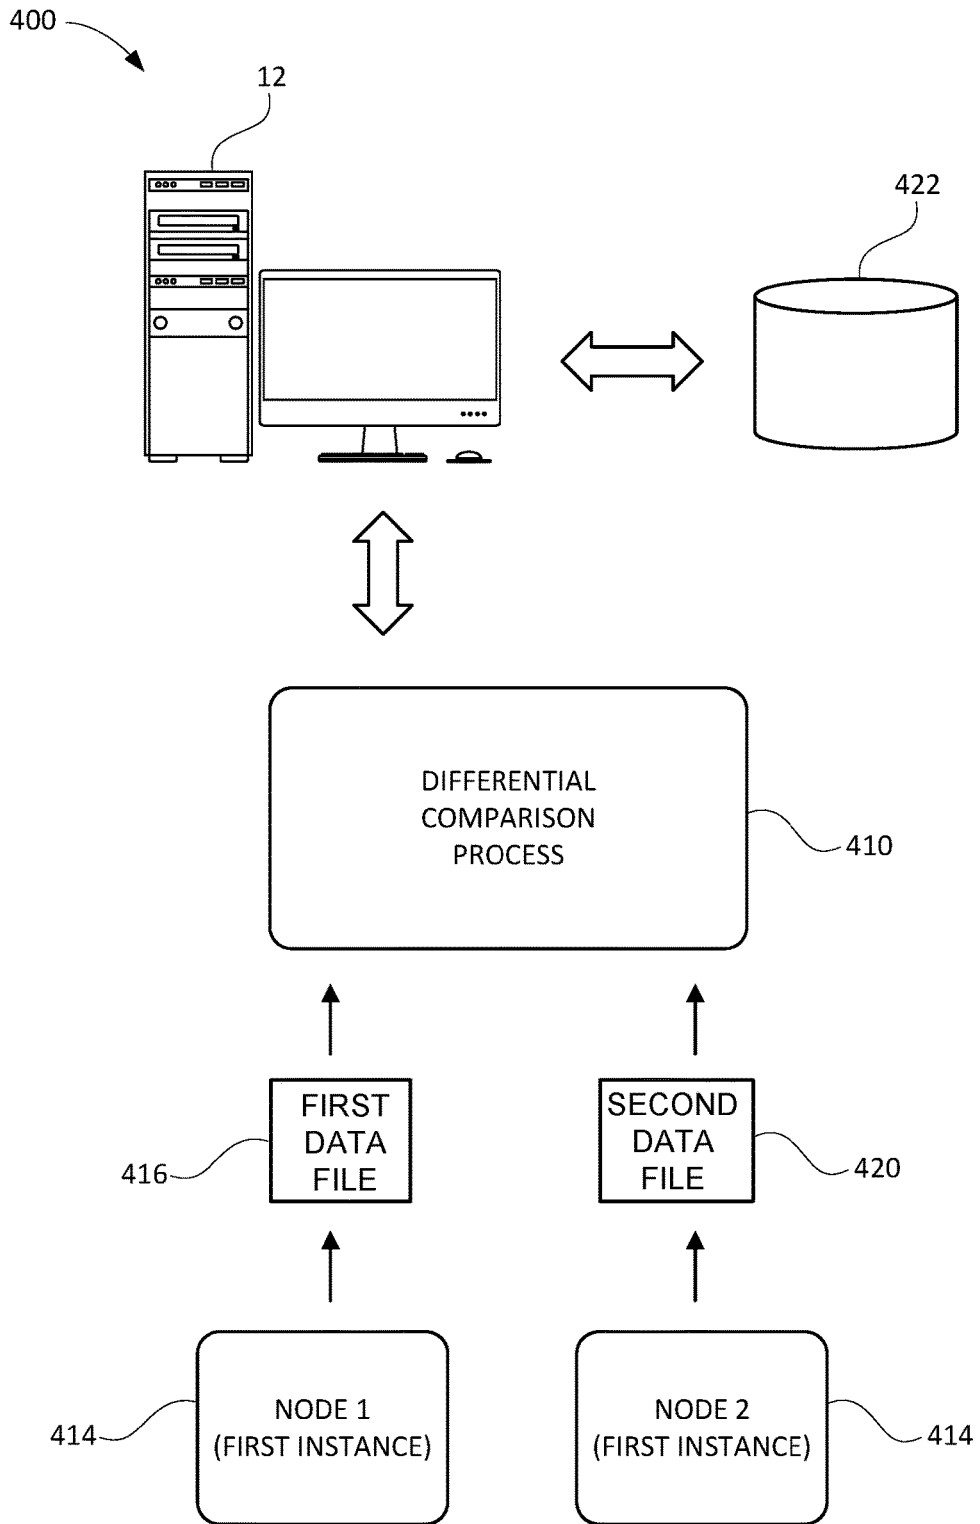 400
12
422
DIFFERENTIAL
COMPARISON
PROCESS
410
FIRST
DATA
FILE
416
SECOND
DATA
FILE
420
NODE 1
(FIRST INSTANCE)
414
NODE 2
(FIRST INSTANCE)
414